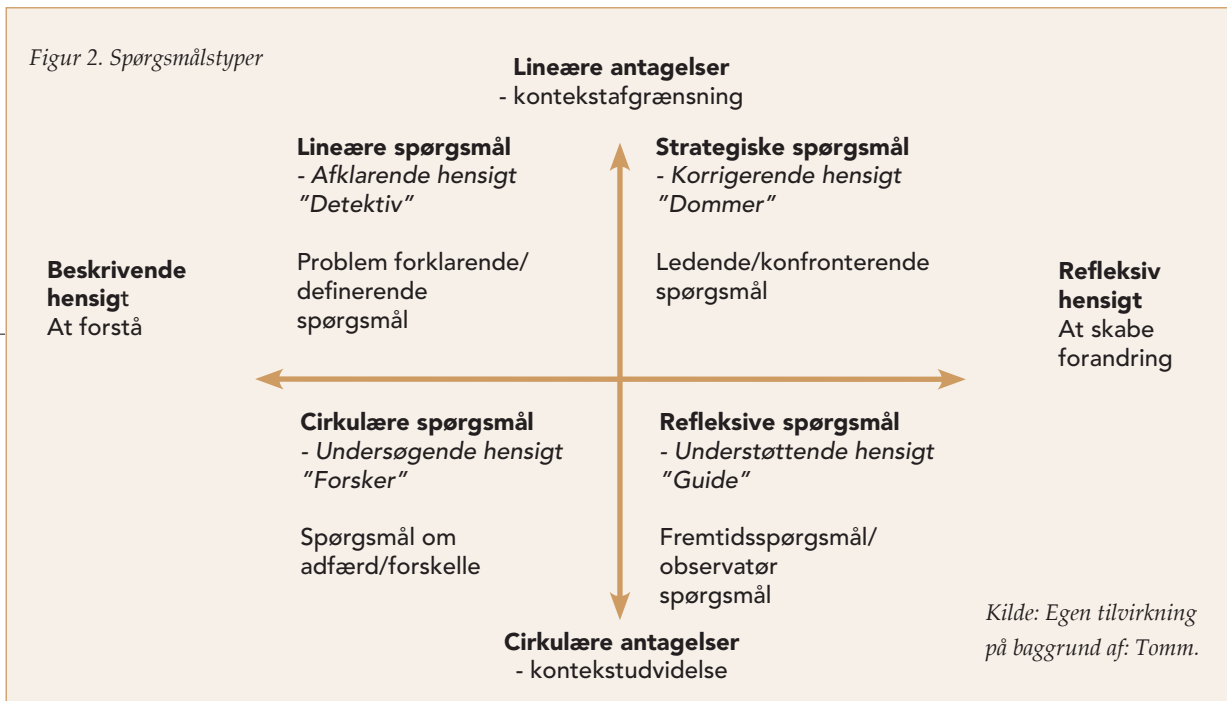 Figur 2. Spørgsmålstyper
Lineære antagelser
- kontekstafgrænsning
Lineære spørgsmål
- Afklarende hensigt
”Detektiv”
Problem forklarende/
definerende
spørgsmål
Strategiske spørgsmål
- Korrigerende hensigt
”Dommer”
Ledende/konfronterende
spørgsmål
Beskrivende
hensigt
At forstå
Refleksiv
hensigt
At skabe
forandring
Cirkulære spørgsmål
- Undersøgende hensigt
”Forsker”
Spørgsmål om
adfærd/forskelle
Refleksive spørgsmål
- Understøttende hensigt
”Guide”
Fremtidsspørgsmål/
observatør
spørgsmål
Cirkulære antagelser
- kontekstudvidelse
Kilde: Egen tilvirkning
på baggrund af: Tomm.